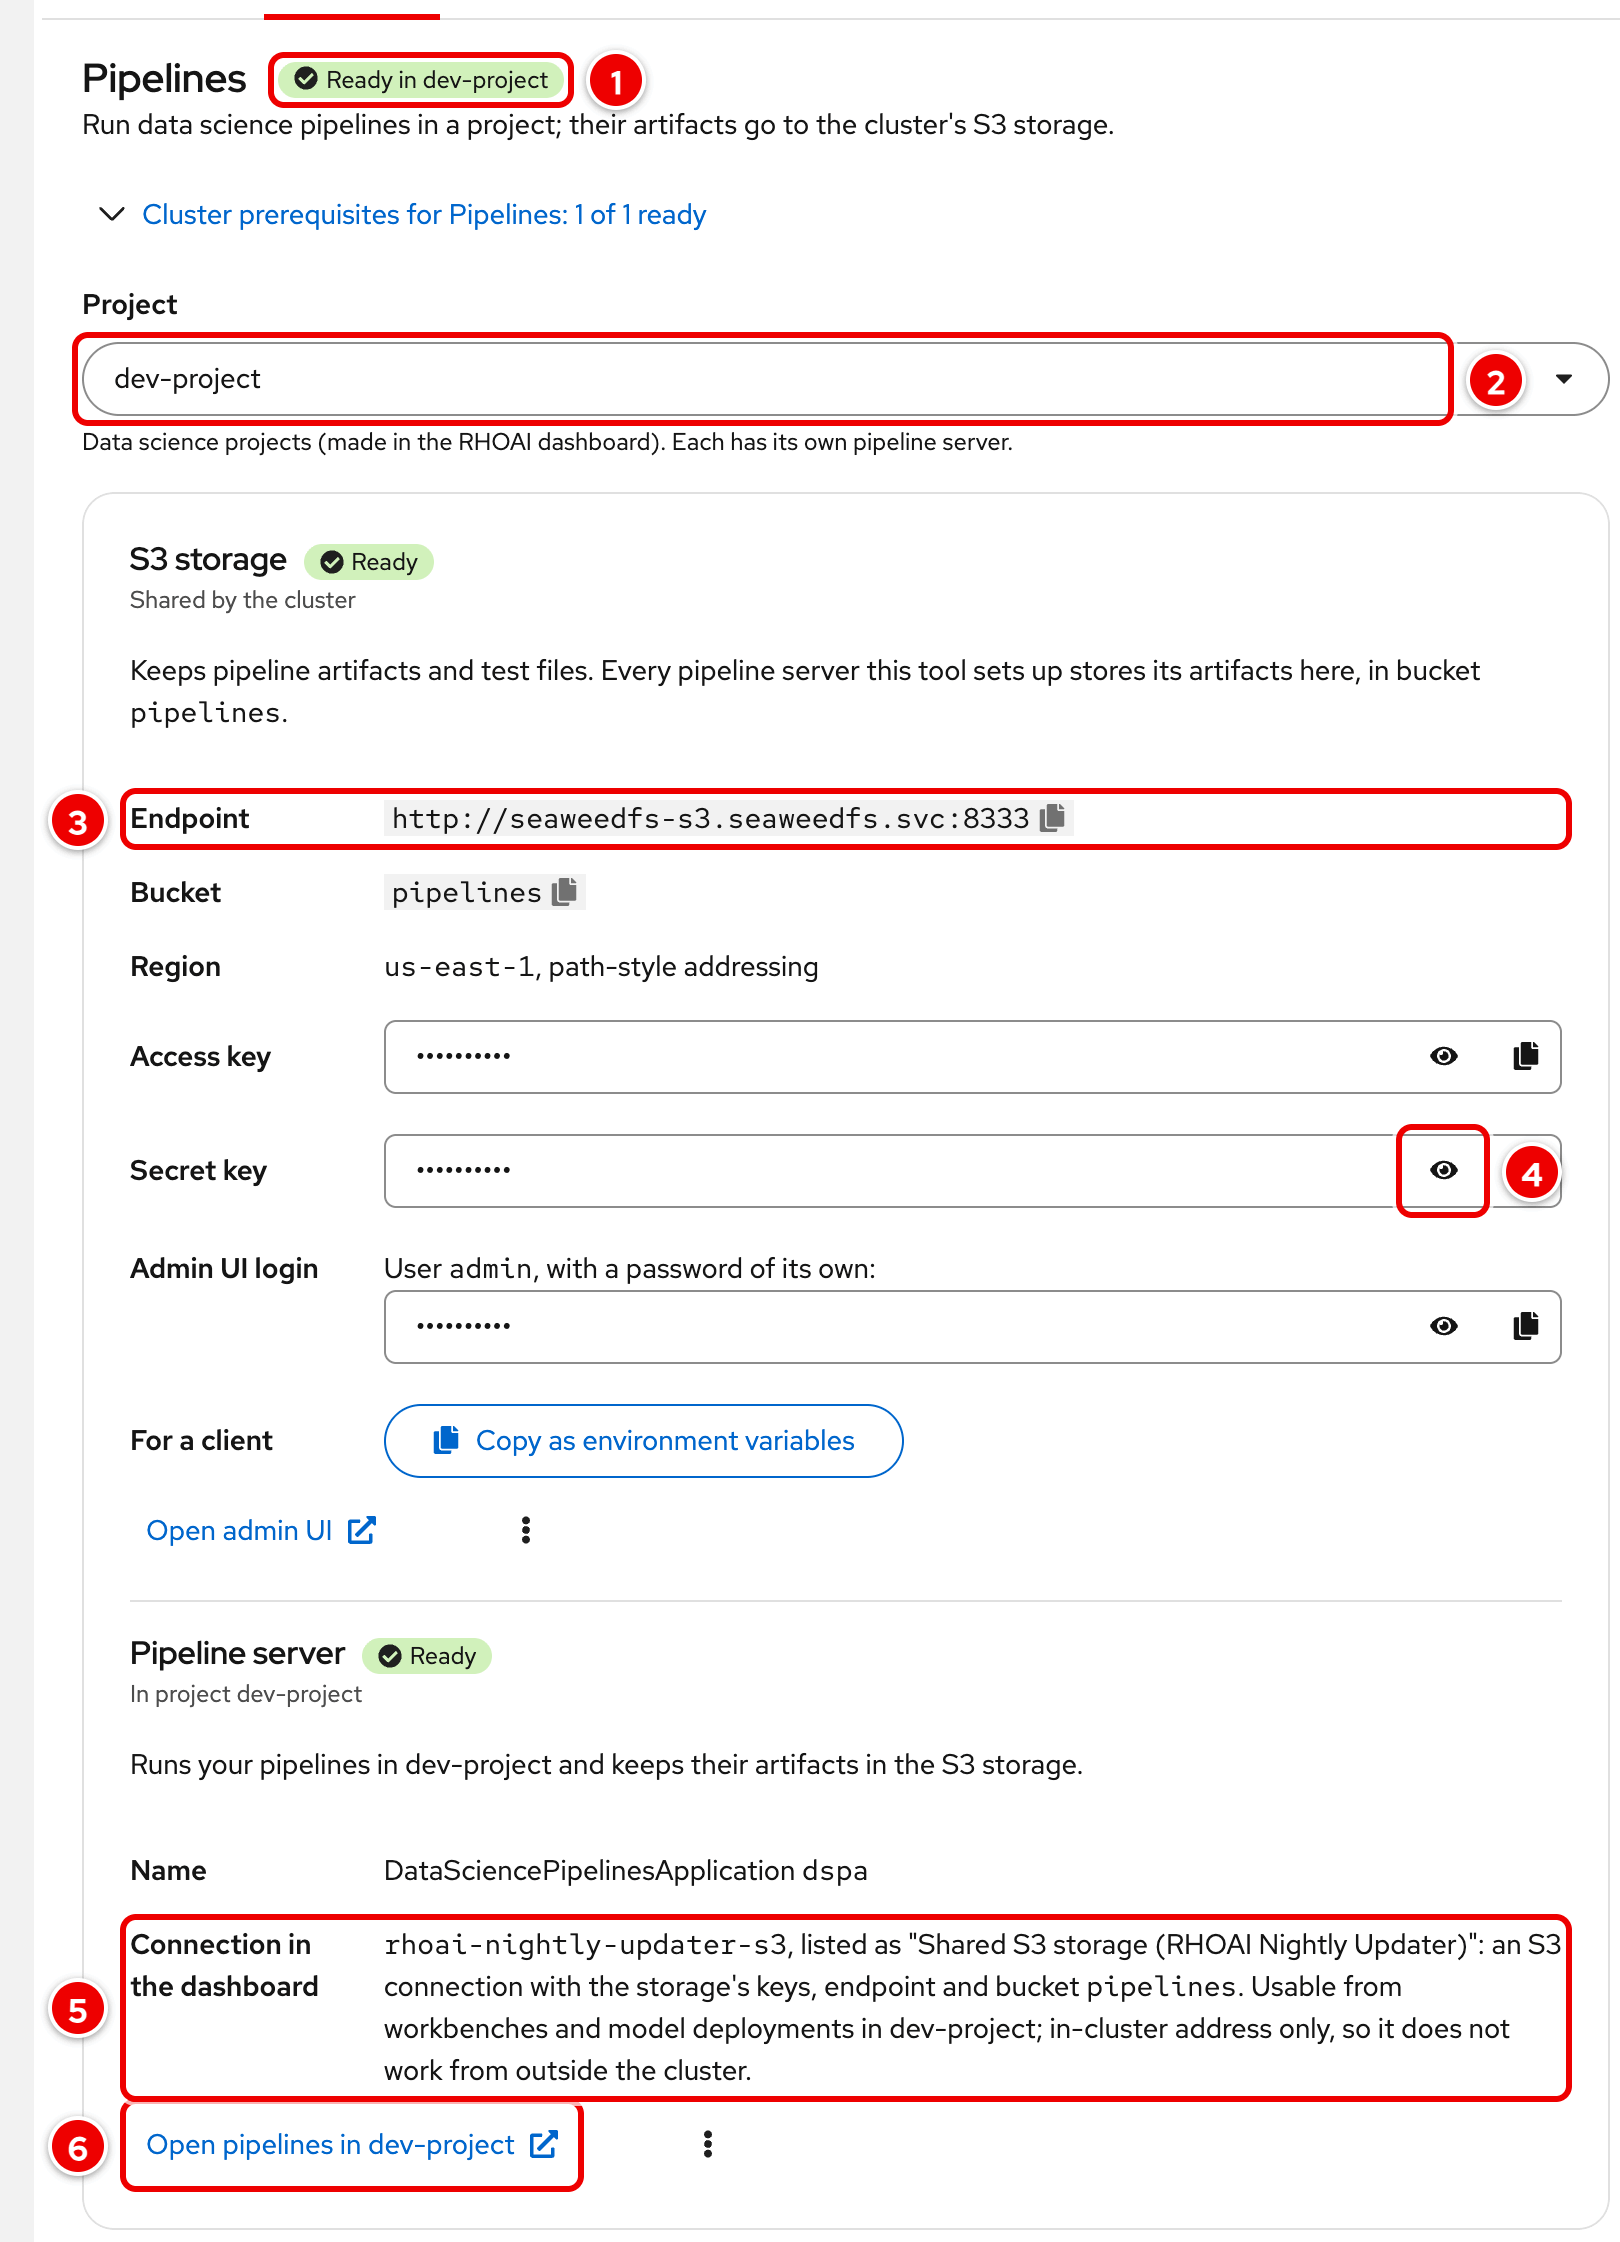 Pipelines Ready in dev-project 1
Run data science pipelines in a project; their artifacts go to the cluster's S3 storage.
Cluster prerequisites for Pipelines: 1 of 1 ready
Project
dev-project 2
Data science projects (made in the RHOAI dashboard). Each has its own pipeline server.
S3 storage Ready
Shared by the cluster
Keeps pipeline artifacts and test files. Every pipeline server this tool sets up stores its artifacts here, in bucket
pipelines.
3 Endpoint http://seaweedfs-s3.seaweedfs.svc:8333
Bucket pipelines
Region us-east-1, path-style addressing
Access key ••••••••••
Secret key •••••••••• 4
Admin UI login User admin, with a password of its own:
••••••••••
For a client Copy as environment variables
Open admin UI
Pipeline server Ready
In project dev-project
Runs your pipelines in dev-project and keeps their artifacts in the S3 storage.
Name DataSciencePipelinesApplication dspa
Connection in rhoai-nightly-updater-s3, listed as "Shared S3 storage (RHOAI Nightly Updater)": an S3
5 the dashboard connection with the storage's keys, endpoint and bucket pipelines. Usable from
workbenches and model deployments in dev-project; in-cluster address only, so it does not
work from outside the cluster.
6 Open pipelines in dev-project